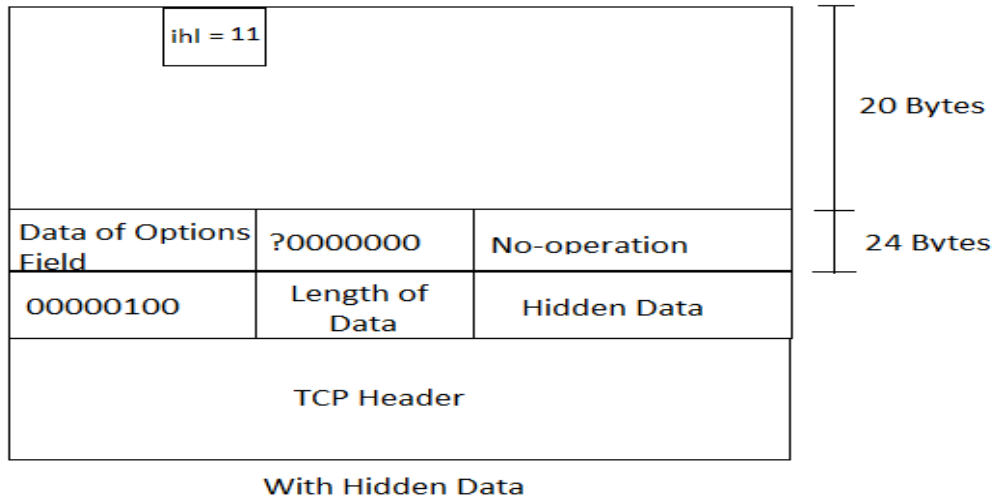 ihl = 11
20 Bytes
Data of Options
Field
?0000000
No-operation
24 Bytes
00000100
Length of
Data
Hidden Data
TCP Header
With Hidden Data